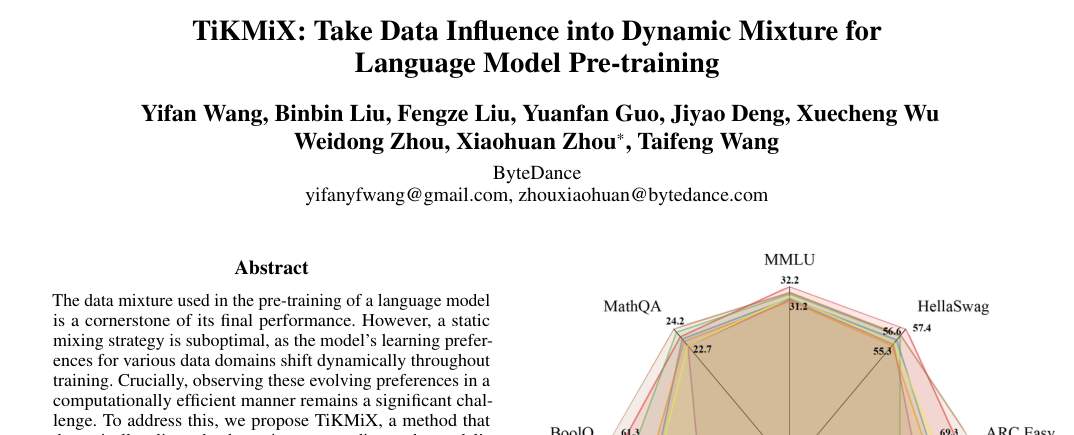 TiKMiX: Take Data Influence into Dynamic Mixture for
Language Model Pre-training
Yifan Wang, Binbin Liu, Fengze Liu, Yuanfan Guo, Jiyao Deng, Xuecheng Wu
Weidong Zhou, Xiaohuan Zhou*, Taifeng Wang
ByteDance
yifanyfwang@gmail.com, zhouxiaohuan@bytedance.com
Abstract
The data mixture used in the pre-training of a language model
is a cornerstone of its final performance. However, a static
mixing strategy is suboptimal, as the model's learning prefer-
ences for various data domains shift dynamically throughout
training. Crucially, observing these evolving preferences in a
computationally efficient manner remains a significant chal-
lenge. To address this, we propose TiKMiX, a method that
MMLU
32.2
31.2
MathQA
24.2
22.7
HellaSwag
57.4
56.6
55.3
BoolQ
61.3
69.3
ARC Easy